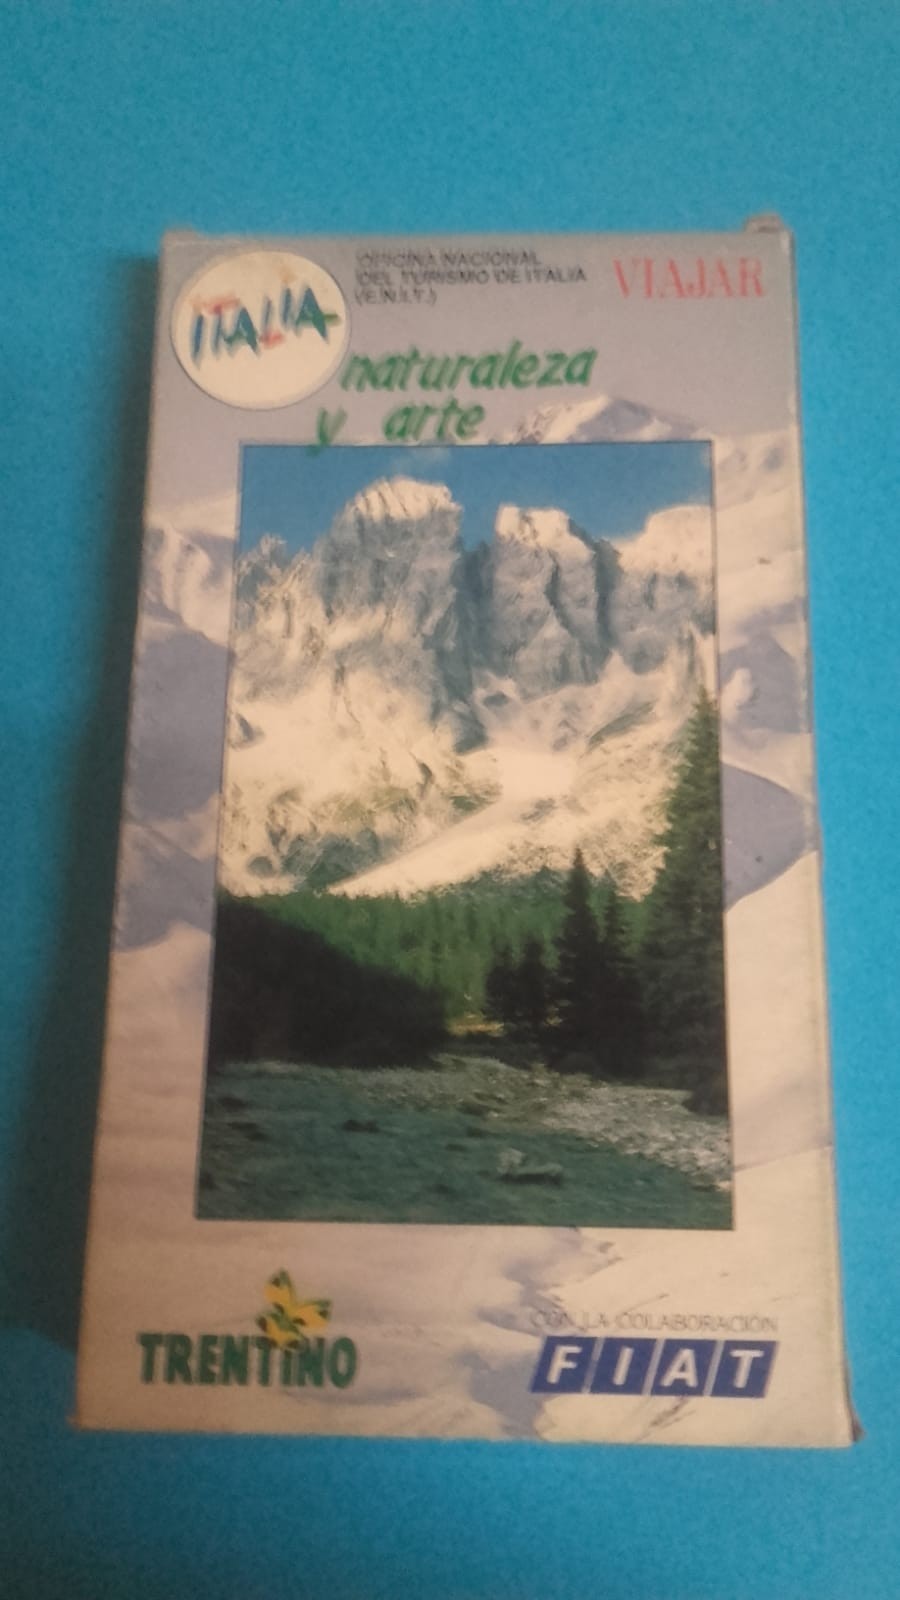 ITALIA
OFICINA NACIONAL
DEL TURISMO DE ITALIA
(E.N.I.T.)
VIAJAR
naturaleza
y arte
TRENTINO
CON LA COLABORACIÓN
FIAT